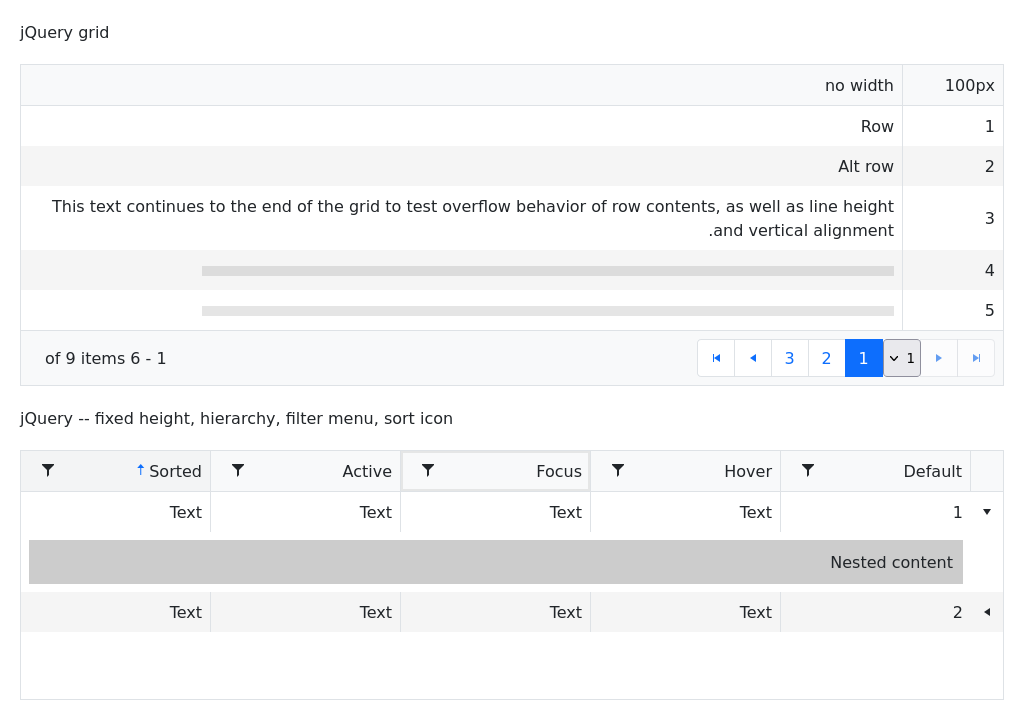 jQuery grid
no width 100px
Row 1
Alt row 2
This text continues to the end of the grid to test overflow behavior of row contents, as well as line height
.and vertical alignment
3
4
5
of 9 items 6 - 1
3 2 1 1
jQuery -- fixed height, hierarchy, filter menu, sort icon
Sorted Active Focus Hover Default
Text Text Text Text 1
Nested content
Text Text Text Text 2